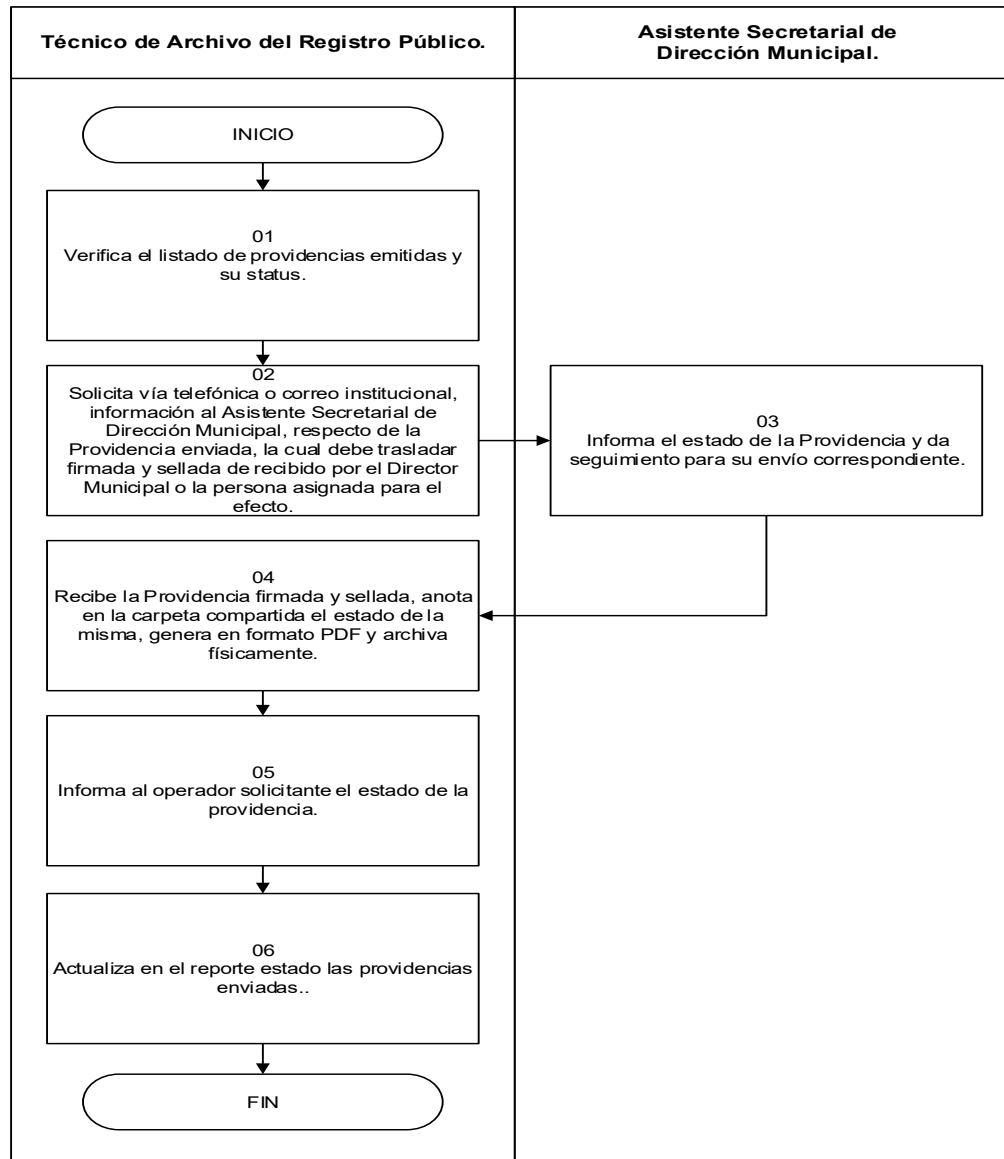 Técnico de Archivo del Registro Público.
Asistente Secretarial de
Dirección Municipal.
INICIO
01
Verifica el listado de providencias emitidas y
su status.
02
Solicita vía telefónica o correo institucional,
información al Asistente Secretarial de
Dirección Municipal, respecto de la
Providencia enviada, la cual debe trasladar
firmada y sellada de recibido por el Director
Municipal o la persona asignada para el
efecto.
03
Informa el estado de la Providencia y da
seguimiento para su envío correspondiente.
04
Recibe la Providencia firmada y sellada, anota
en la carpeta compartida el estado de la
misma, genera en formato PDF y archiva
físicamente.
05
Informa al operador solicitante el estado de la
providencia.
06
Actualiza en el reporte estado las providencias
enviadas..
FIN